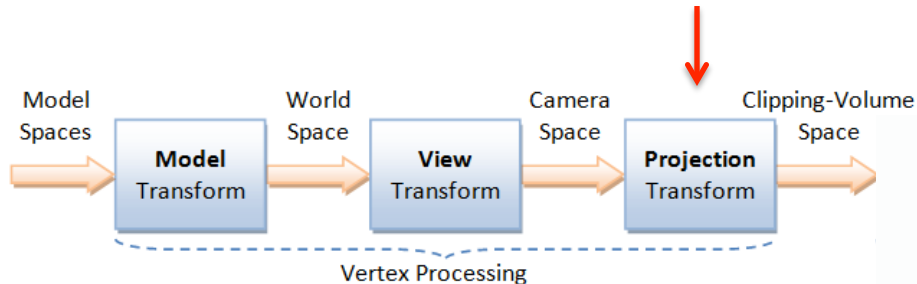 Model
Spaces
Model
Transform
World
Space
View
Transform
Camera
Space
Projection
Transform
Clipping-Volume
Space
Vertex Processing